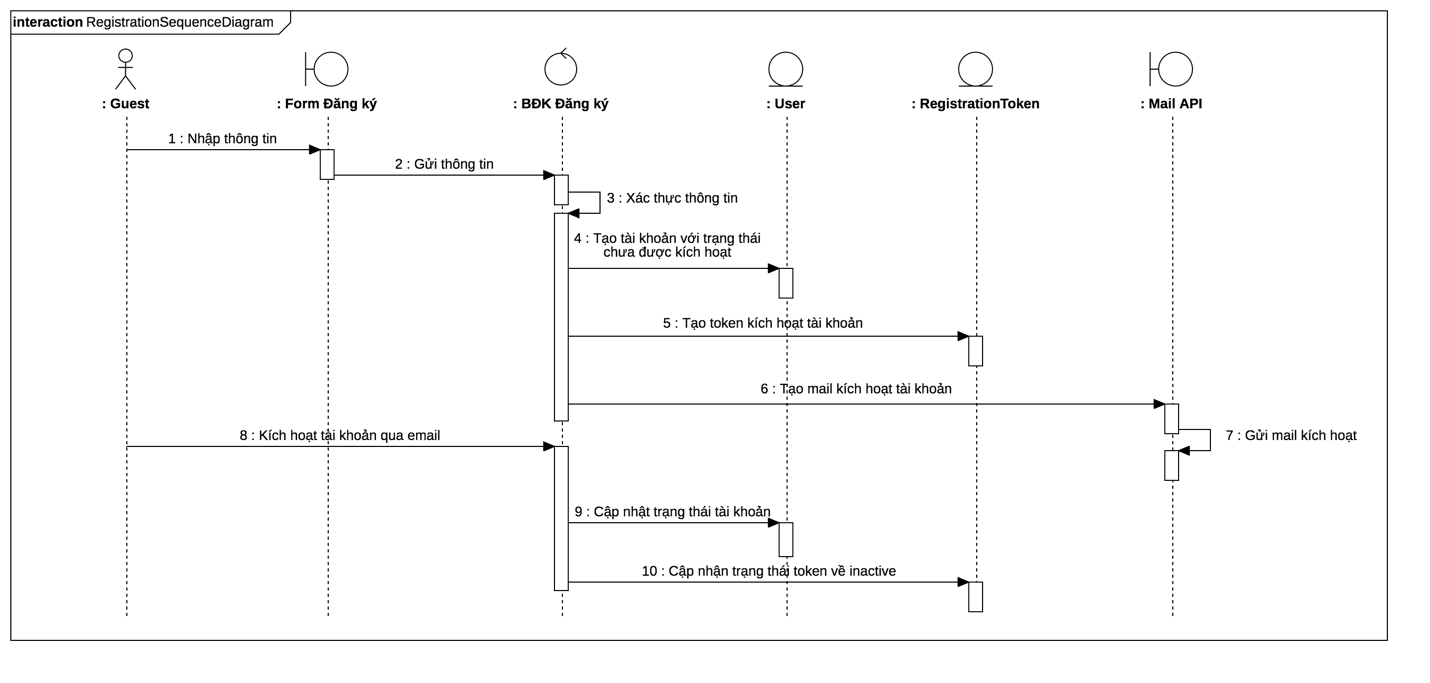 interaction RegistrationSequenceDiagram
: Guest
: Form Đăng ký
: BĐK Đăng ký
: User
: RegistrationToken
: Mail API
1 : Nhập thông tin
2 : Gửi thông tin
3 : Xác thực thông tin
4 : Tạo tài khoản với trạng thái
chưa được kích hoạt
5 : Tạo token kích hoạt tài khoản
6 : Tạo mail kích hoạt tài khoản
7 : Gửi mail kích hoạt
8 : Kích hoạt tài khoản qua email
9 : Cập nhật trạng thái tài khoản
10 : Cập nhận trạng thái token về inactive